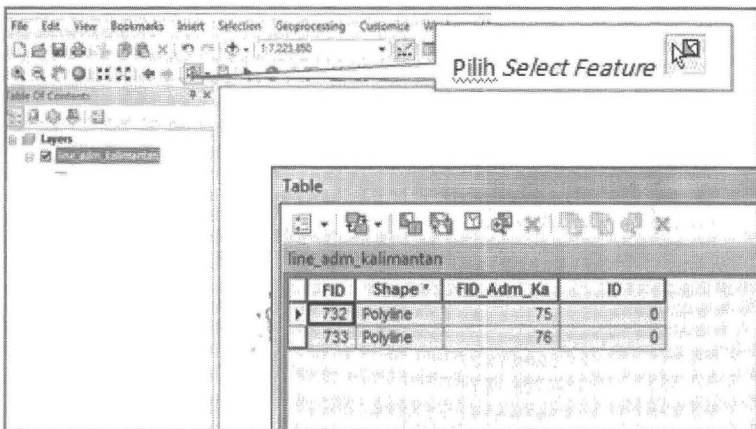 File Edit View Bookmarks Insert Selection Geoprocessing Customize
1:7,223,850
Pilih Select Feature
Table Of Contents
Layers
line_adm_kalimantan
Table
line_adm_kalimantan
FID Shape * FID_Adm_Ka ID
732 Polyline 75 0
733 Polyline 76 0